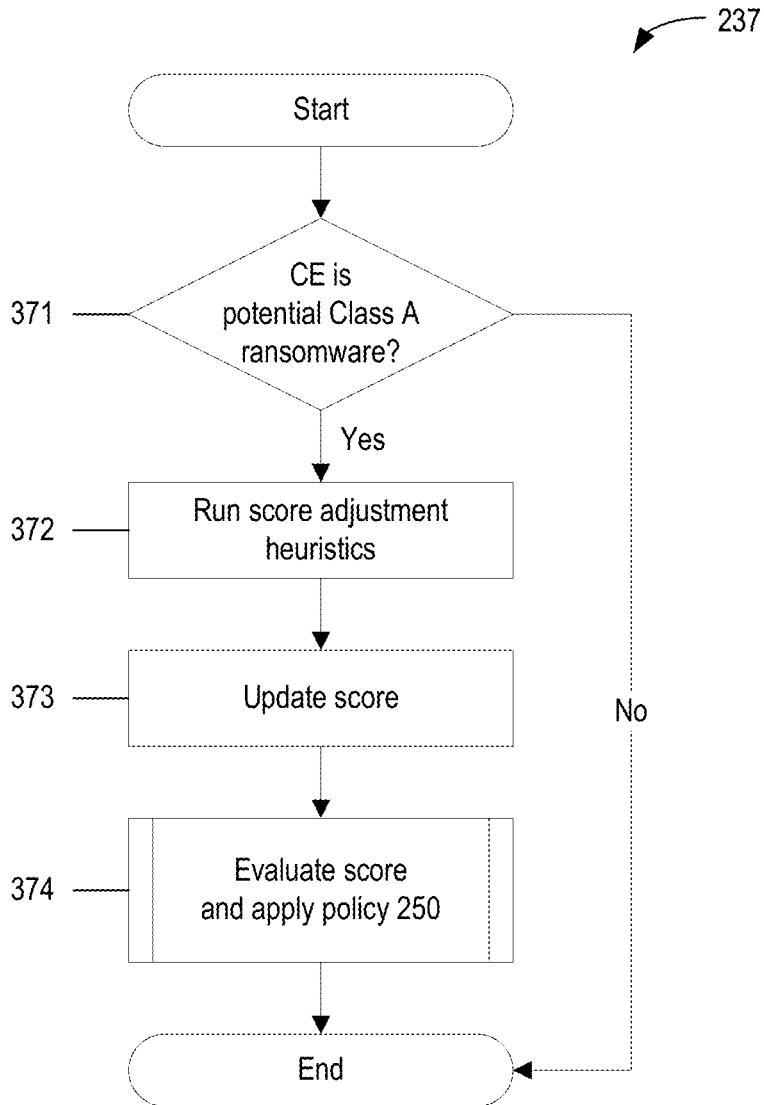 237
Start
371
CE is
potential Class A
ransomware?
Yes
372
Run score adjustment
heuristics
373
Update score
No
374
Evaluate score
and apply policy 250
End